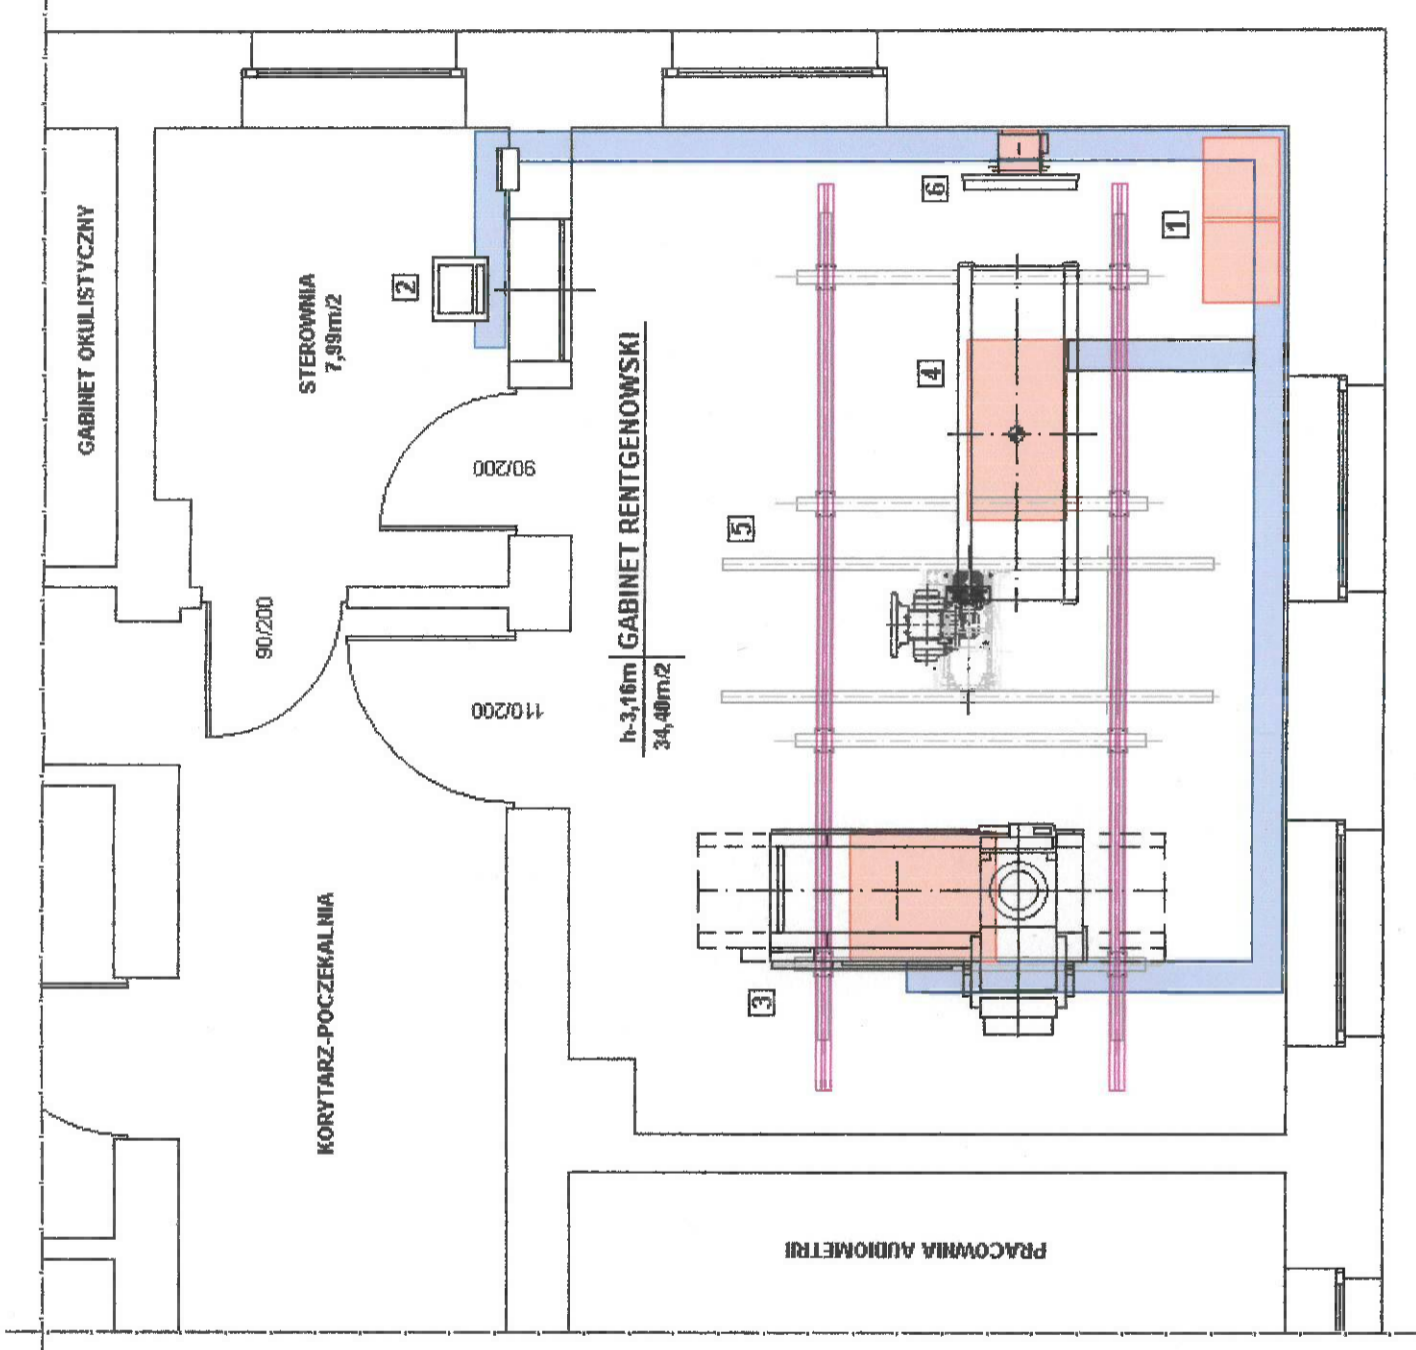 GABINET OKULISTYCZNY
STEROWNIA
7,99m/2
2
6
1
4
90/200
GABINET RENTGENOWSKI
h-3,16m
34,40m/2
5
90/200
110/200
3
KORYTARZ-POCZEKALNIA
PRACOWNIA AUDIOMETRII